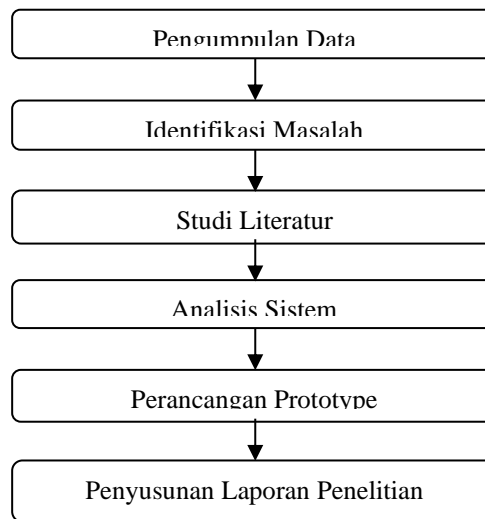 Pengumpulan Data
Identifikasi Masalah
Studi Literatur
Analisis Sistem
Perancangan Prototype
Penyusunan Laporan Penelitian